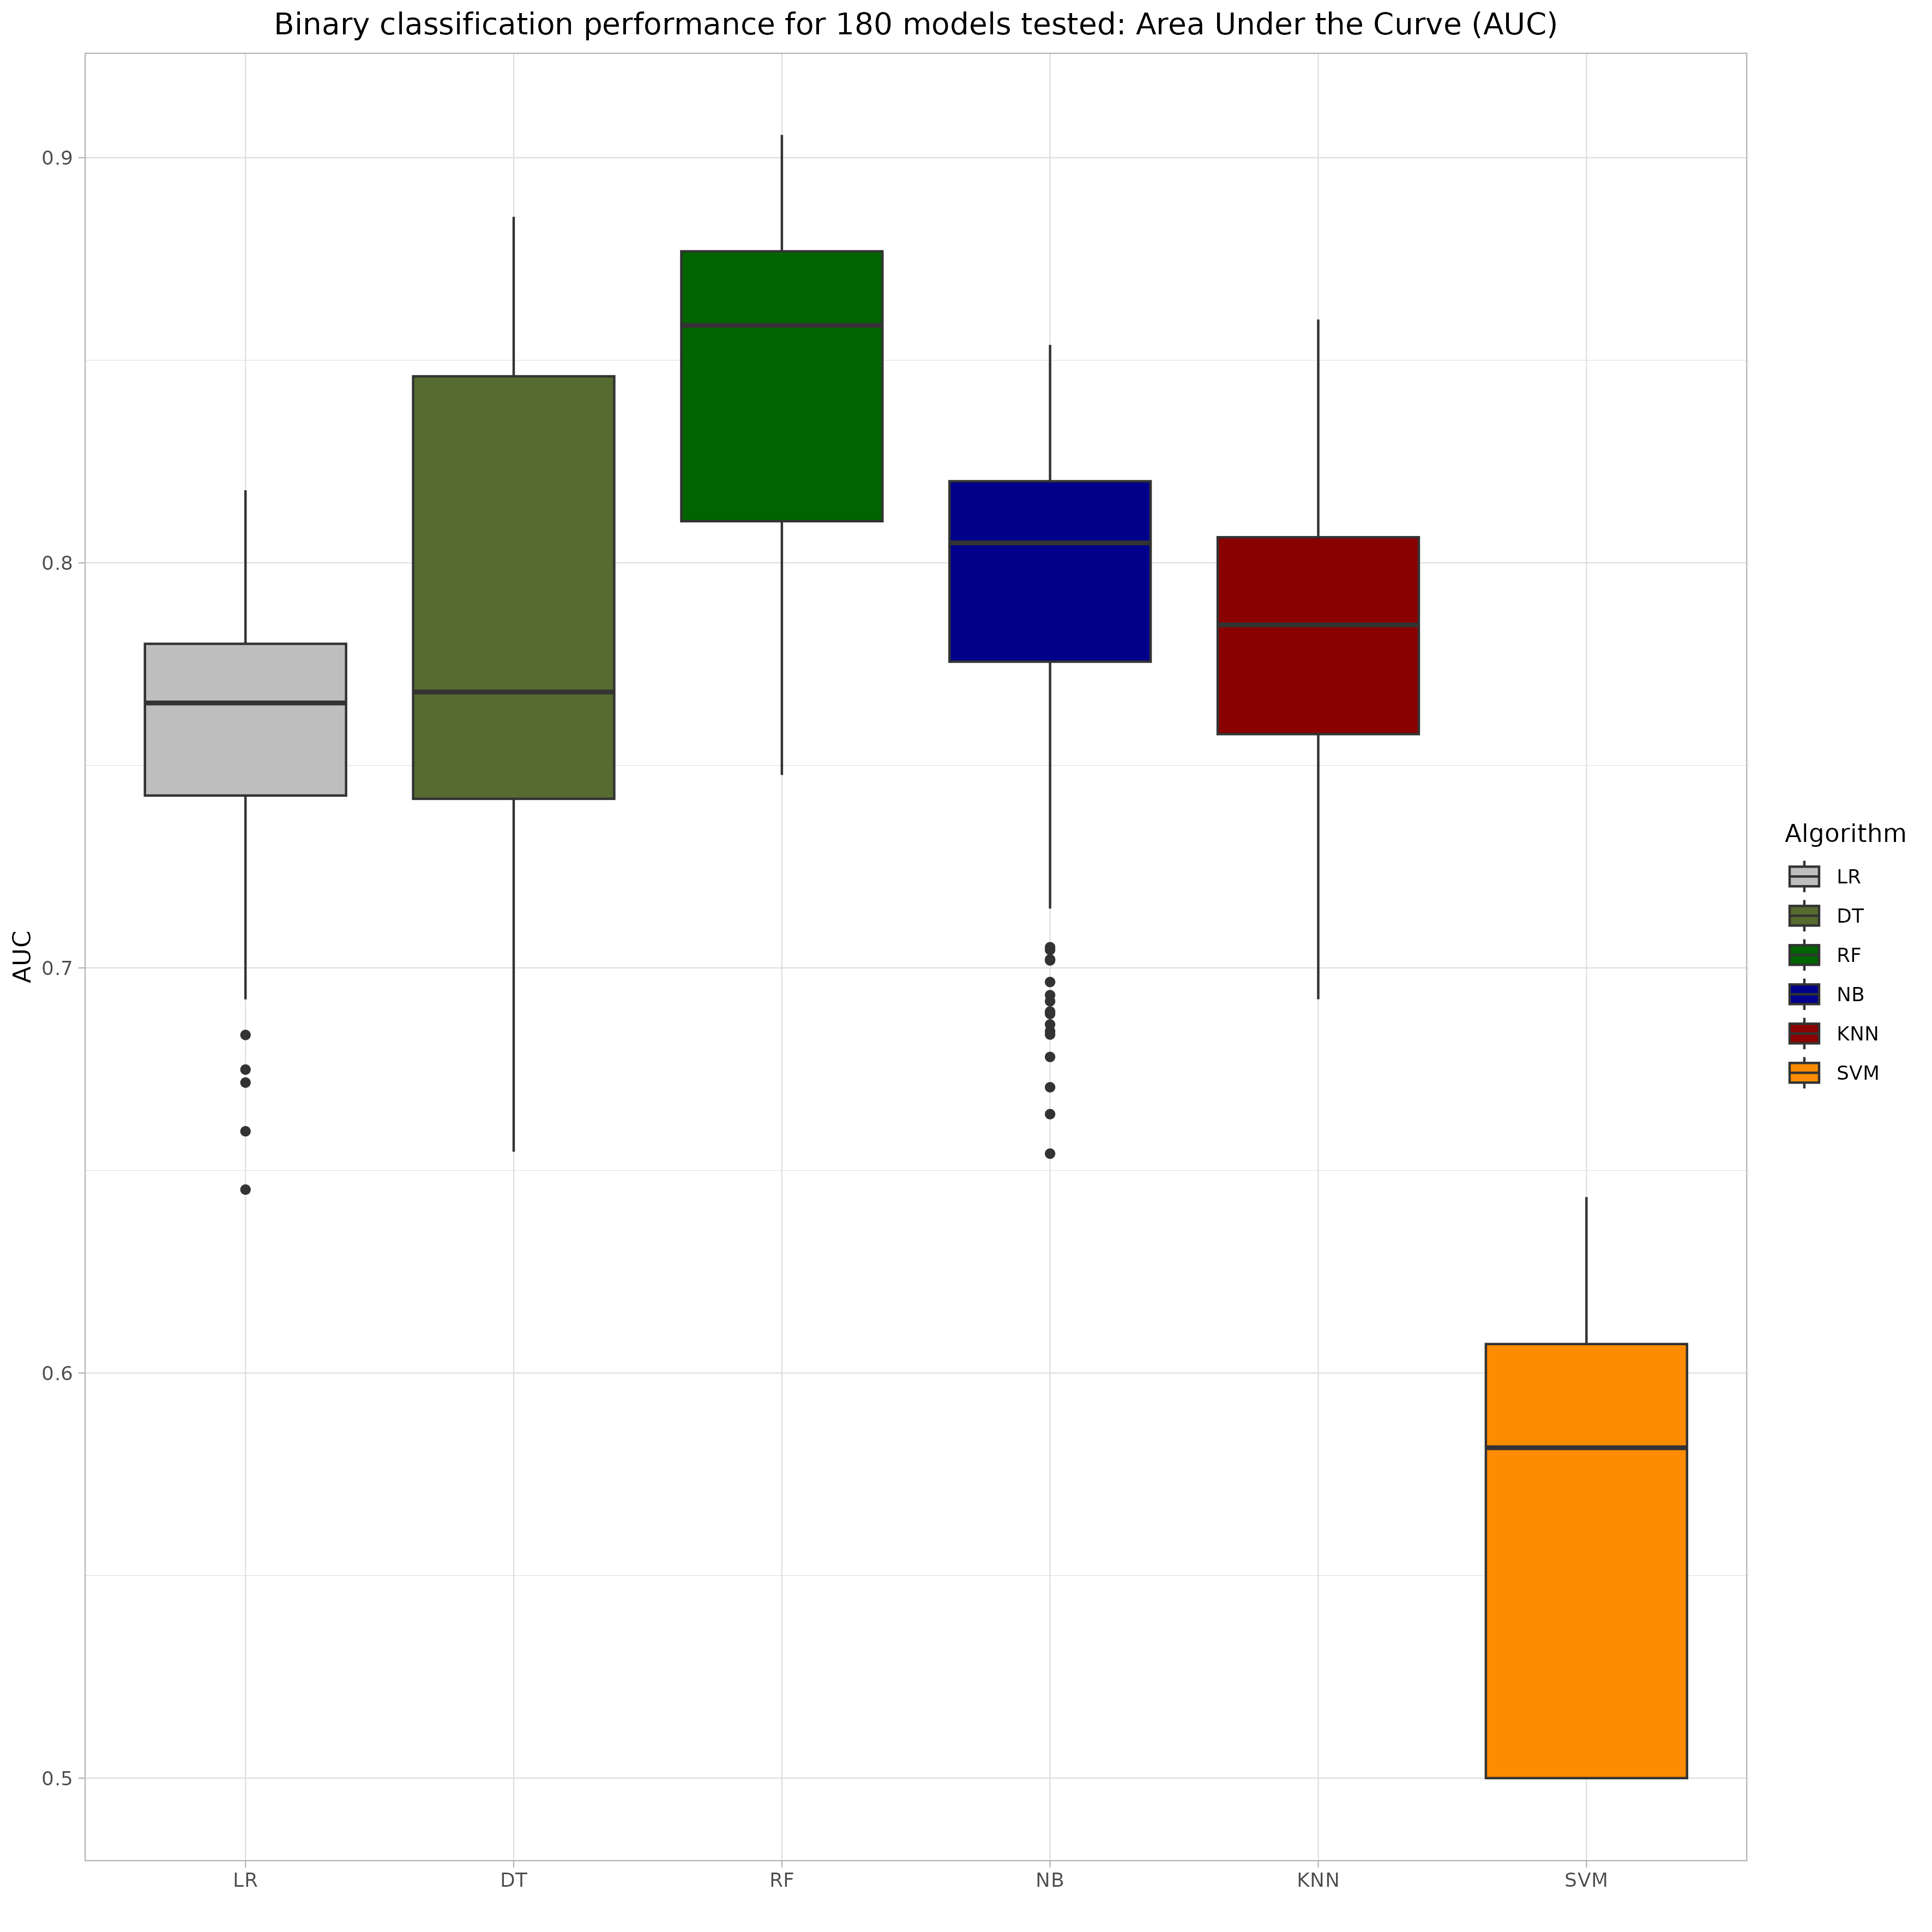 Binary classification performance for 180 models tested: Area Under the Curve (AUC)
0.9
0.8
0.7
0.6
0.5
AUC
LR
DT
RF
NB
KNN
SVM
Algorithm
LR
DT
RF
NB
KNN
SVM